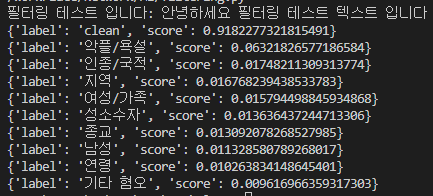 필터링 테스트 입니다: 안녕하세요 필터링 테스트 텍스트 입니다
{'label': 'clean', 'score': 0.9182277321815491}
{'label': '악플/욕설', 'score': 0.06321826577186584}
{'label': '인종/국적', 'score': 0.01748211309313774}
{'label': '지역', 'score': 0.016768239438533783}
{'label': '여성/가족', 'score': 0.015794498845934868}
{'label': '성소수자', 'score': 0.013636437244713306}
{'label': '종교', 'score': 0.013092078268527985}
{'label': '남성', 'score': 0.011328580789268017}
{'label': '연령', 'score': 0.010263834148645401}
{'label': '기타 혐오', 'score': 0.009616966359317303}